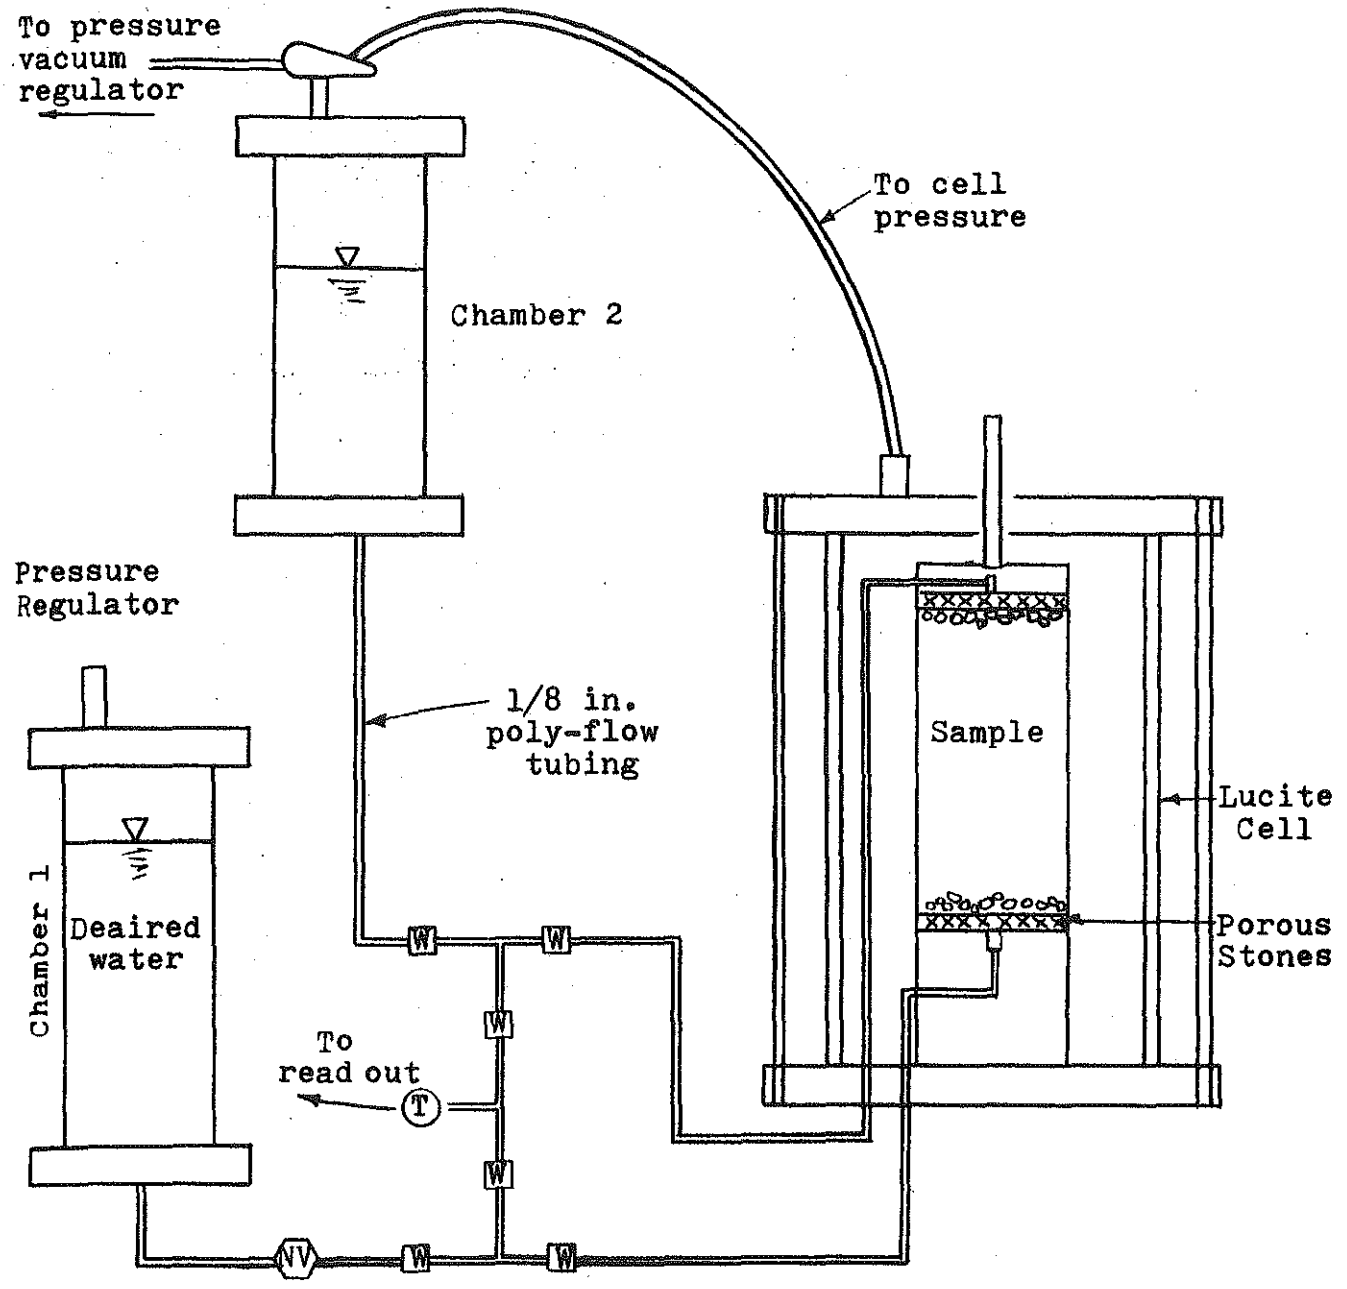 To pressure
vacuum
regulator
To cell
pressure
Chamber 2
Pressure
Regulator
1/8 in.
poly-flow
tubing
Sample
Lucite
Cell
Chamber 1
Deaired
water
Porous
Stones
W
W
W
To
read out
T
W
NV
W
W